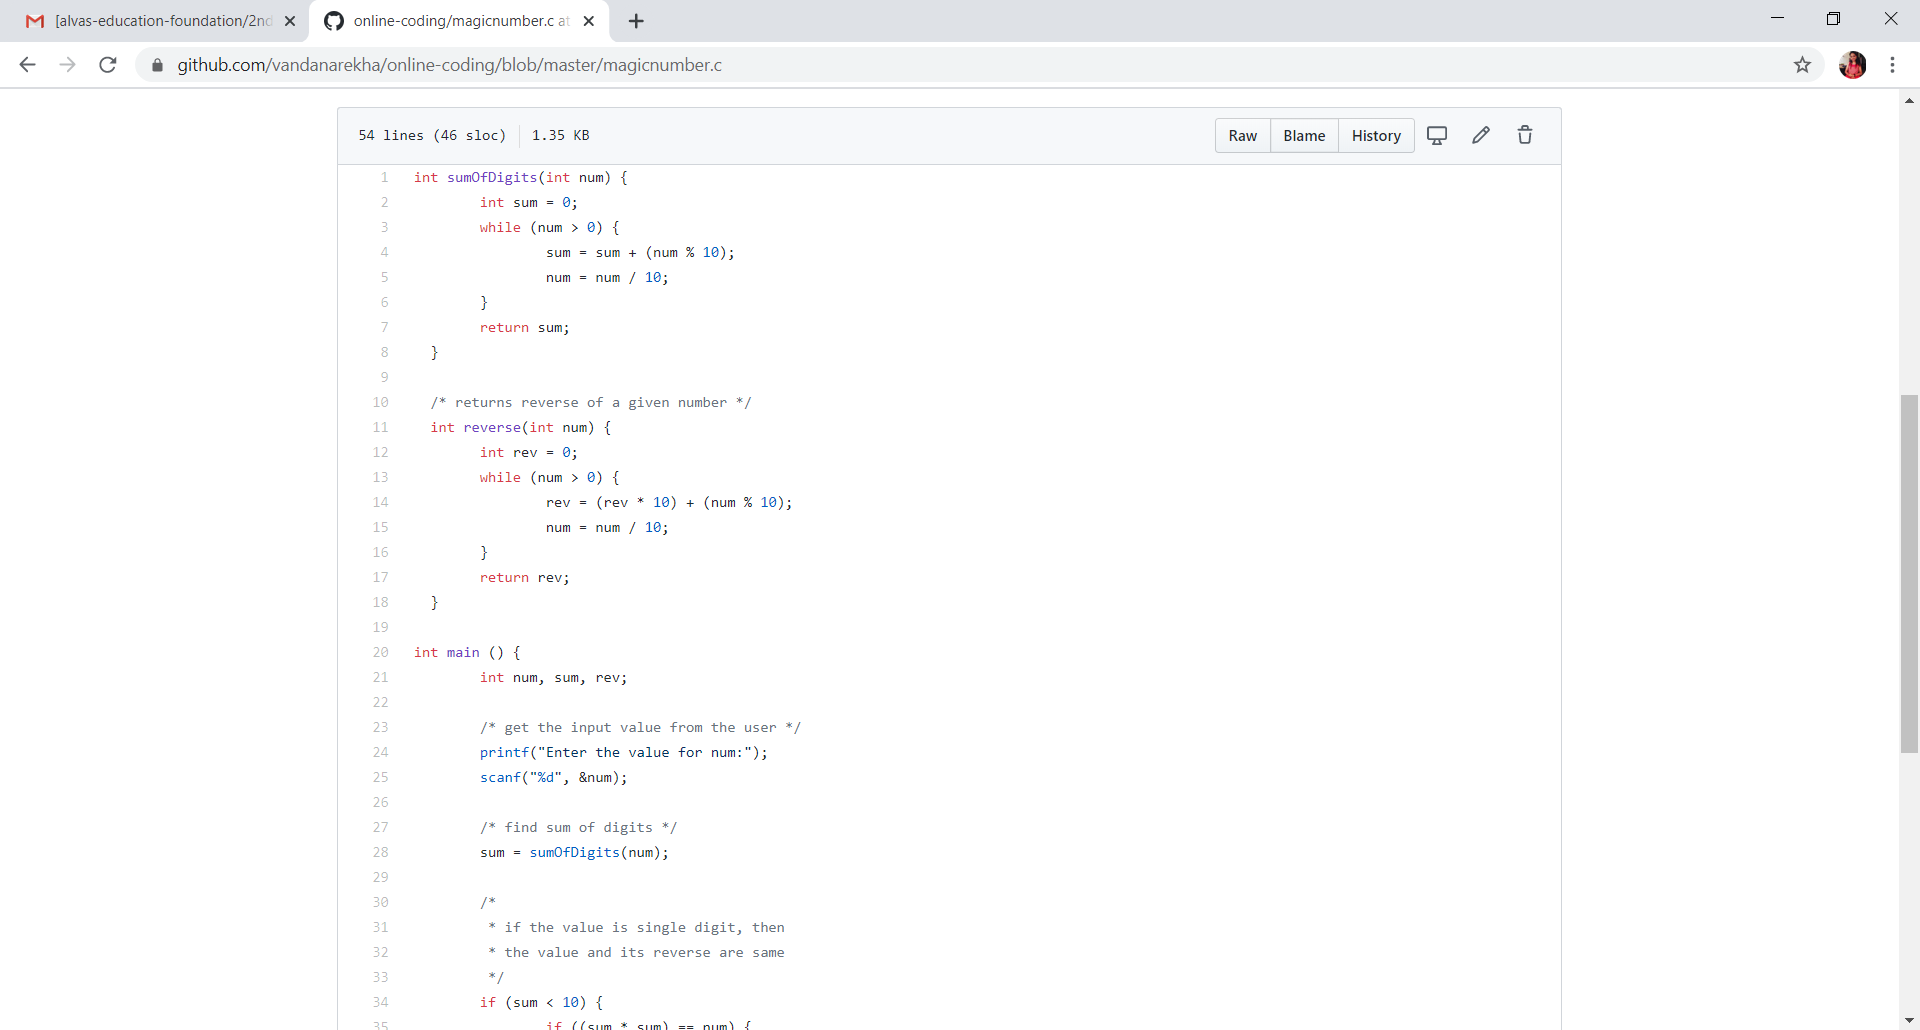 [alvas-education-foundation/2nd
online-coding/magicnumber.c at
github.com/vandanarekha/online-coding/blob/master/magicnumber.c
54 lines (46 sloc) 1.35 KB
Raw Blame History
1 int sumOfDigits(int num) {
2 int sum = 0;
3 while (num > 0) {
4 sum = sum + (num % 10);
5 num = num / 10;
6 }
7 return sum;
8 }
9
10 /* returns reverse of a given number */
11 int reverse(int num) {
12 int rev = 0;
13 while (num > 0) {
14 rev = (rev * 10) + (num % 10);
15 num = num / 10;
16 }
17 return rev;
18 }
19
20 int main () {
21 int num, sum, rev;
22
23 /* get the input value from the user */
24 printf("Enter the value for num:");
25 scanf("%d", &num);
26
27 /* find sum of digits */
28 sum = sumOfDigits(num);
29
30 /*
31 * if the value is single digit, then
32 * the value and its reverse are same
33 */
34 if (sum < 10) {
35 if ((sum * sum) == num) {